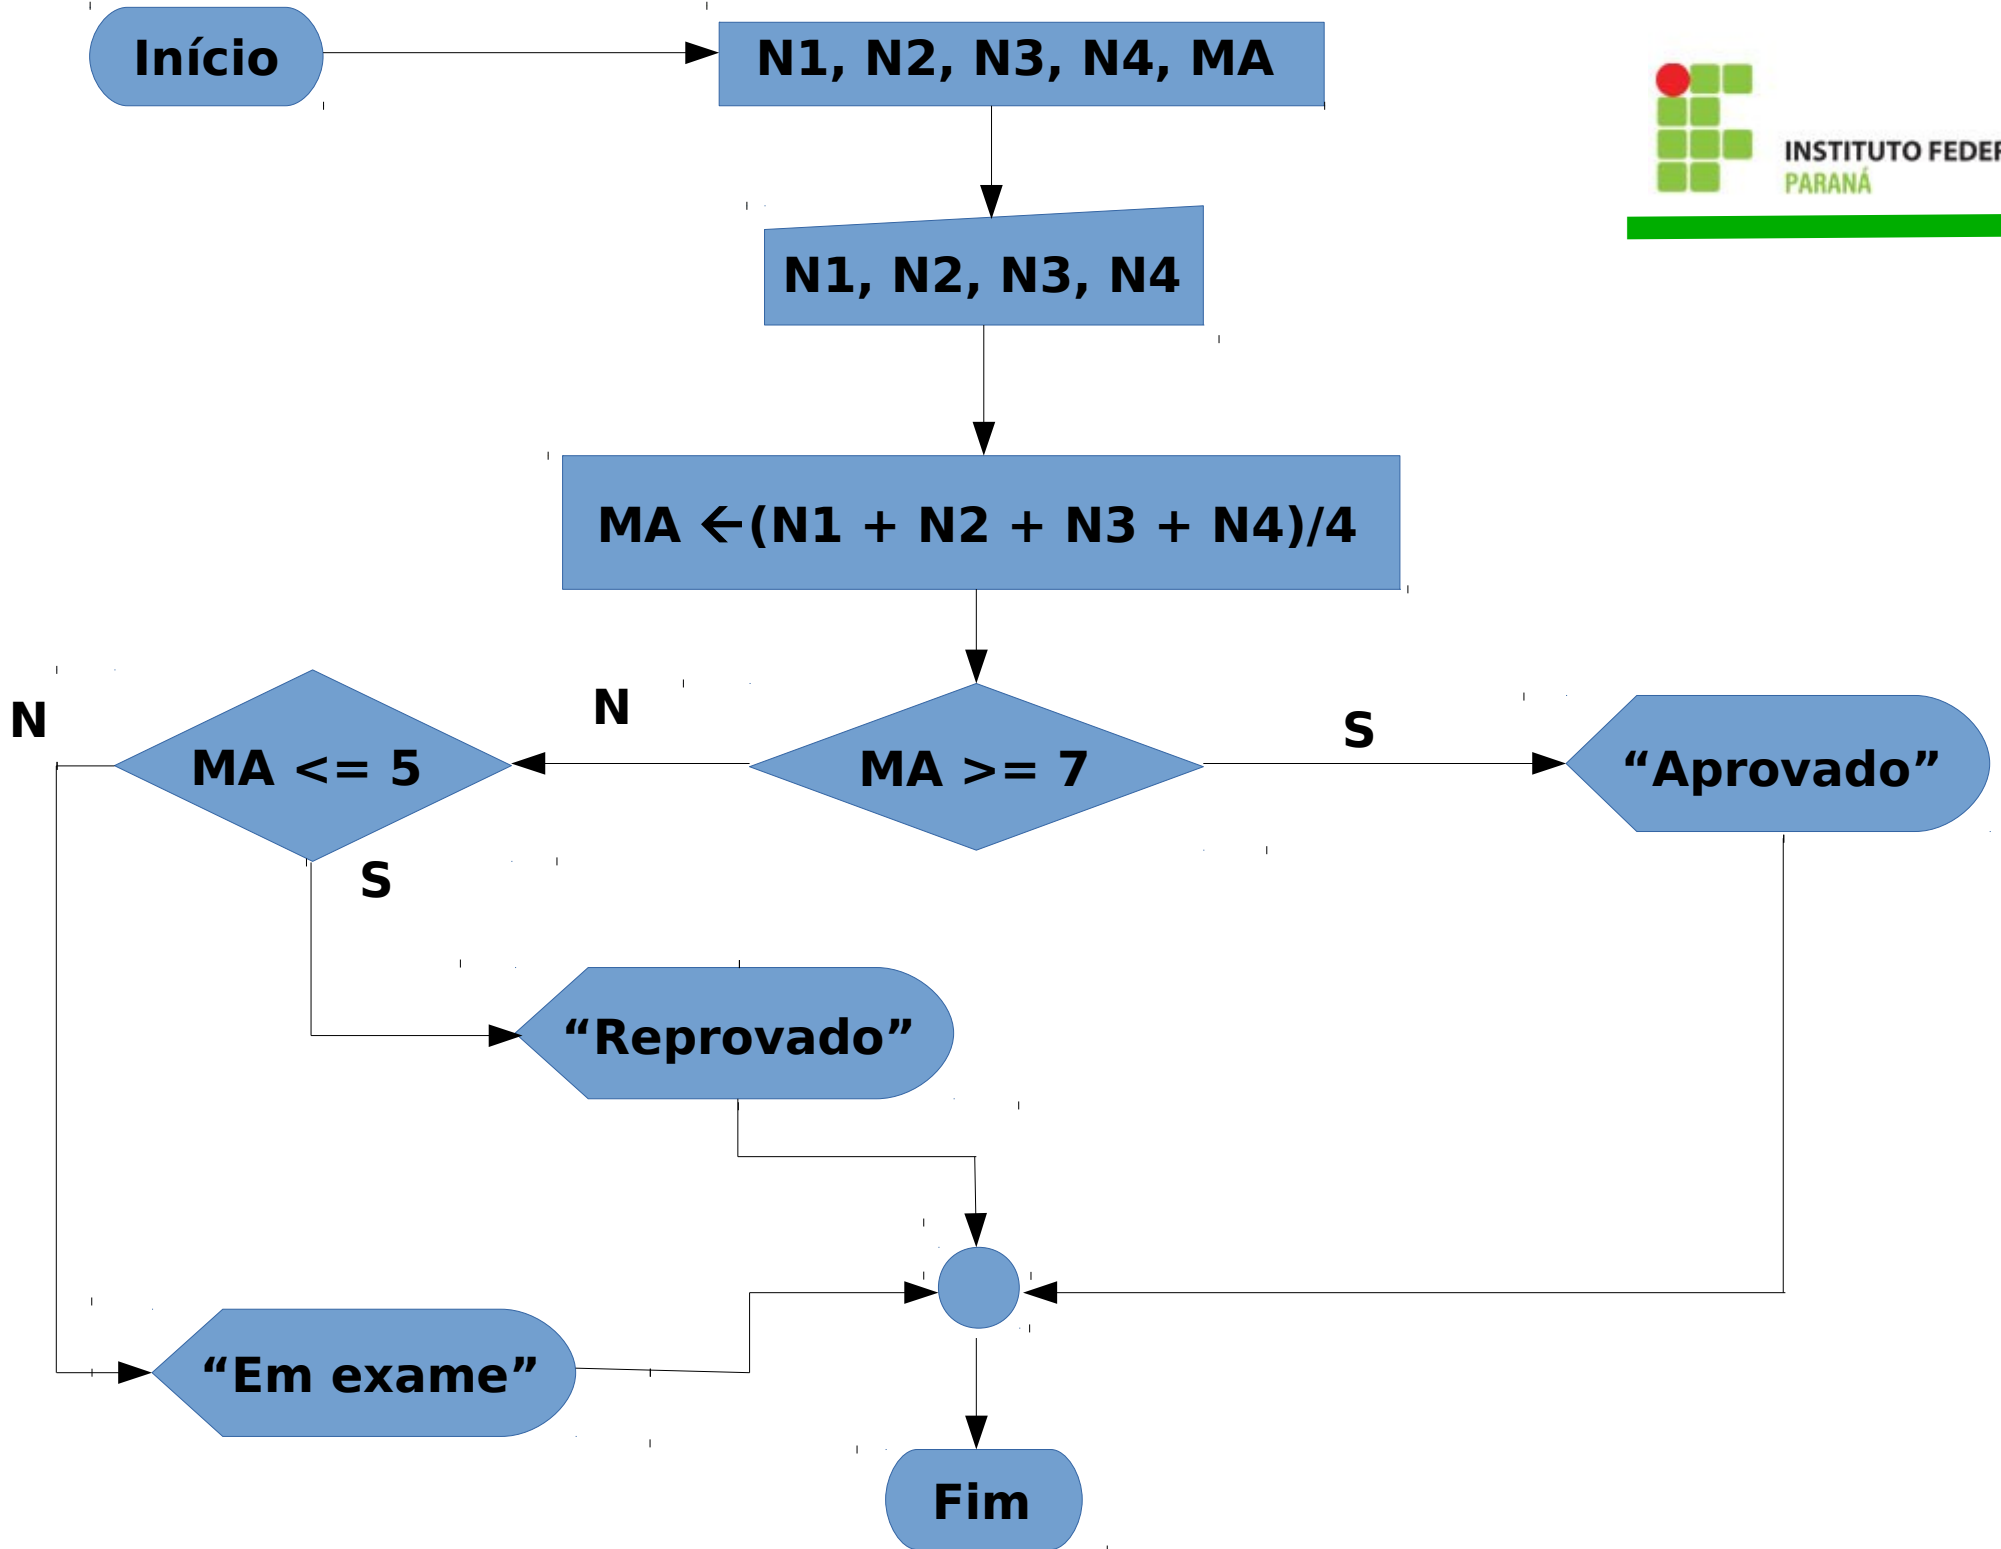 Início
N1, N2, N3, N4, MA
INSTITUTO FEDER
PARANÁ
N1, N2, N3, N4
MA ←(N1 + N2 + N3 + N4)/4
N
MA <= 5
N
MA >= 7
S
“Aprovado”
S
“Reprovado”
“Em exame”
Fim